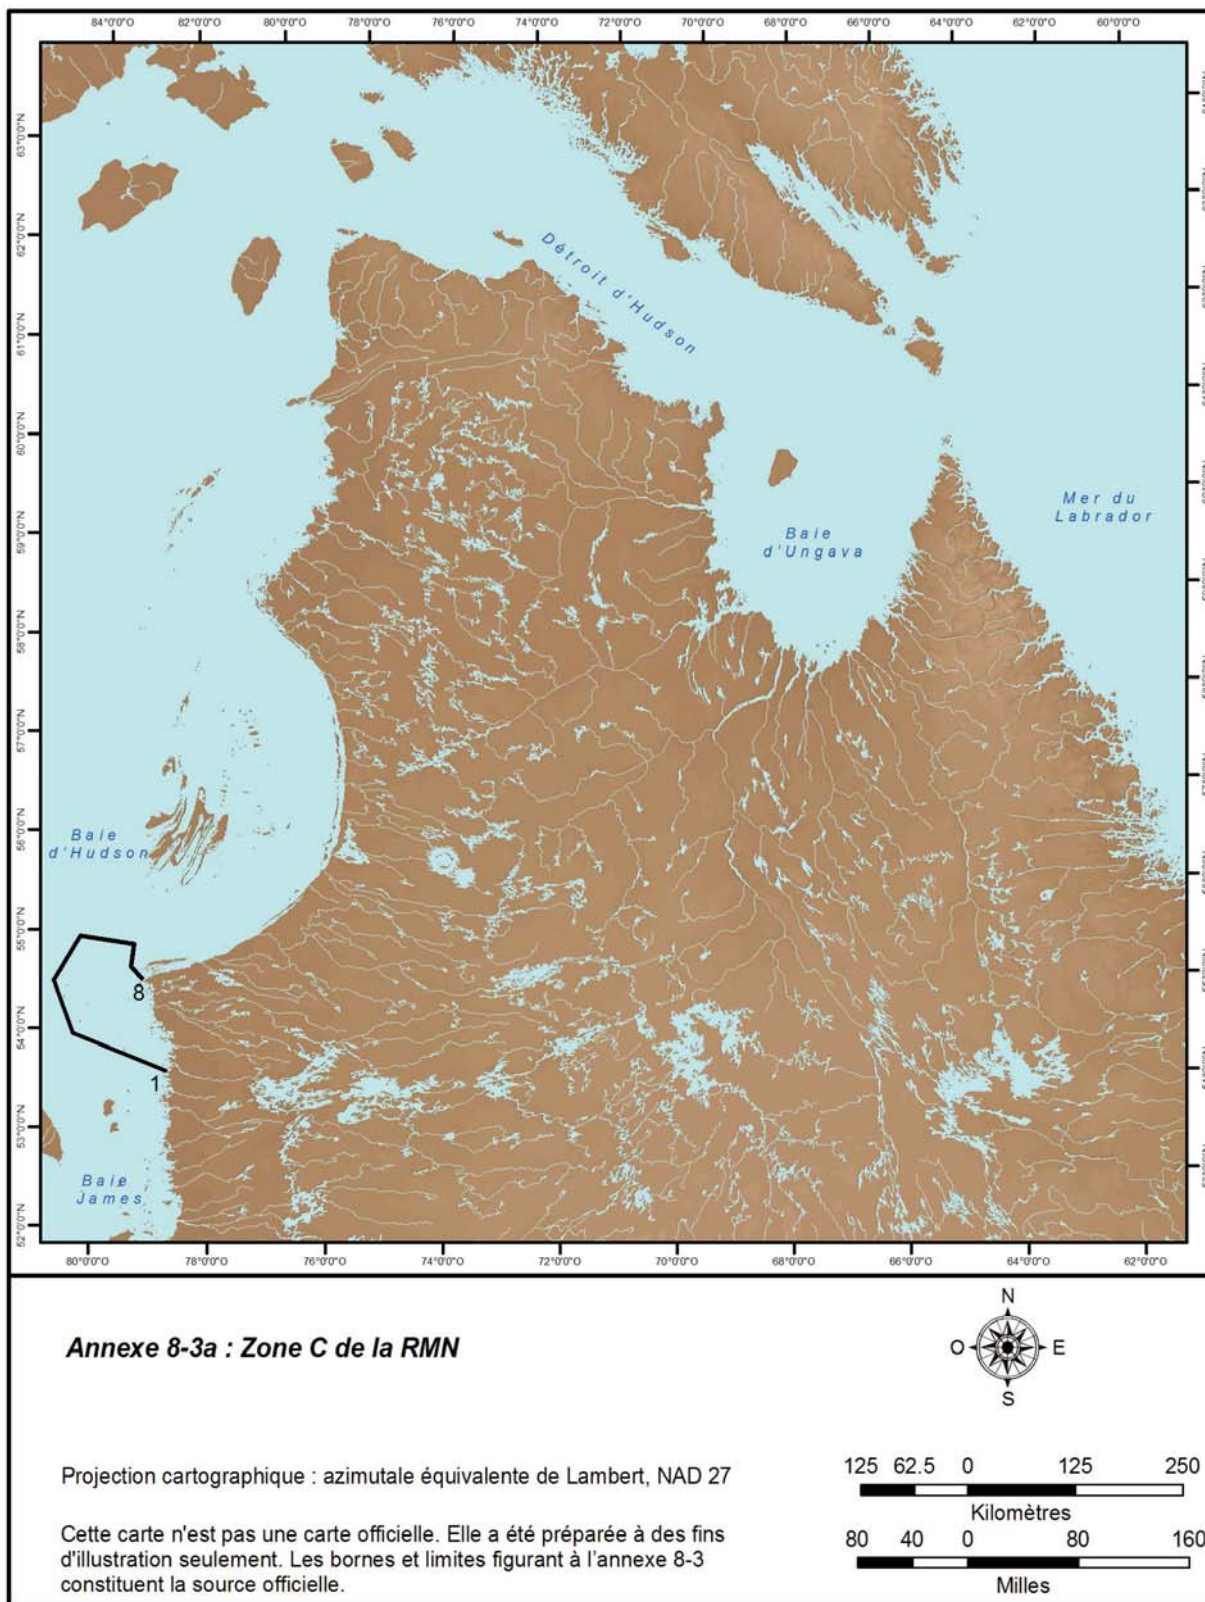 84°0'0"O 82°0'0"O 80°0'0"O 78°0'0"O 76°0'0"O 74°0'0"O 72°0'0"O 70°0'0"O 68°0'0"O 66°0'0"O 64°0'0"O 62°0'0"O 60°0'0"O
63°0'0"N
62°0'0"N
61°0'0"N
60°0'0"N
59°0'0"N
58°0'0"N
57°0'0"N
56°0'0"N
55°0'0"N
54°0'0"N
53°0'0"N
52°0'0"N
Détroit d'Hudson
Mer du
Labrador
Baie
d'Ungava
Baie
d'Hudson
8
1
Baie
James
80°0'0"O 78°0'0"O 76°0'0"O 74°0'0"O 72°0'0"O 70°0'0"O 68°0'0"O 66°0'0"O 64°0'0"O 62°0'0"O
Annexe 8-3a : Zone C de la RMN
N
O E
S
Projection cartographique : azimutale équivalente de Lambert, NAD 27
125 62.5 0 125 250
Kilomètres
Cette carte n'est pas une carte officielle. Elle a été préparée à des fins
d'illustration seulement. Les bornes et limites figurant à l'annexe 8-3
constituent la source officielle.
80 40 0 80 160
Milles